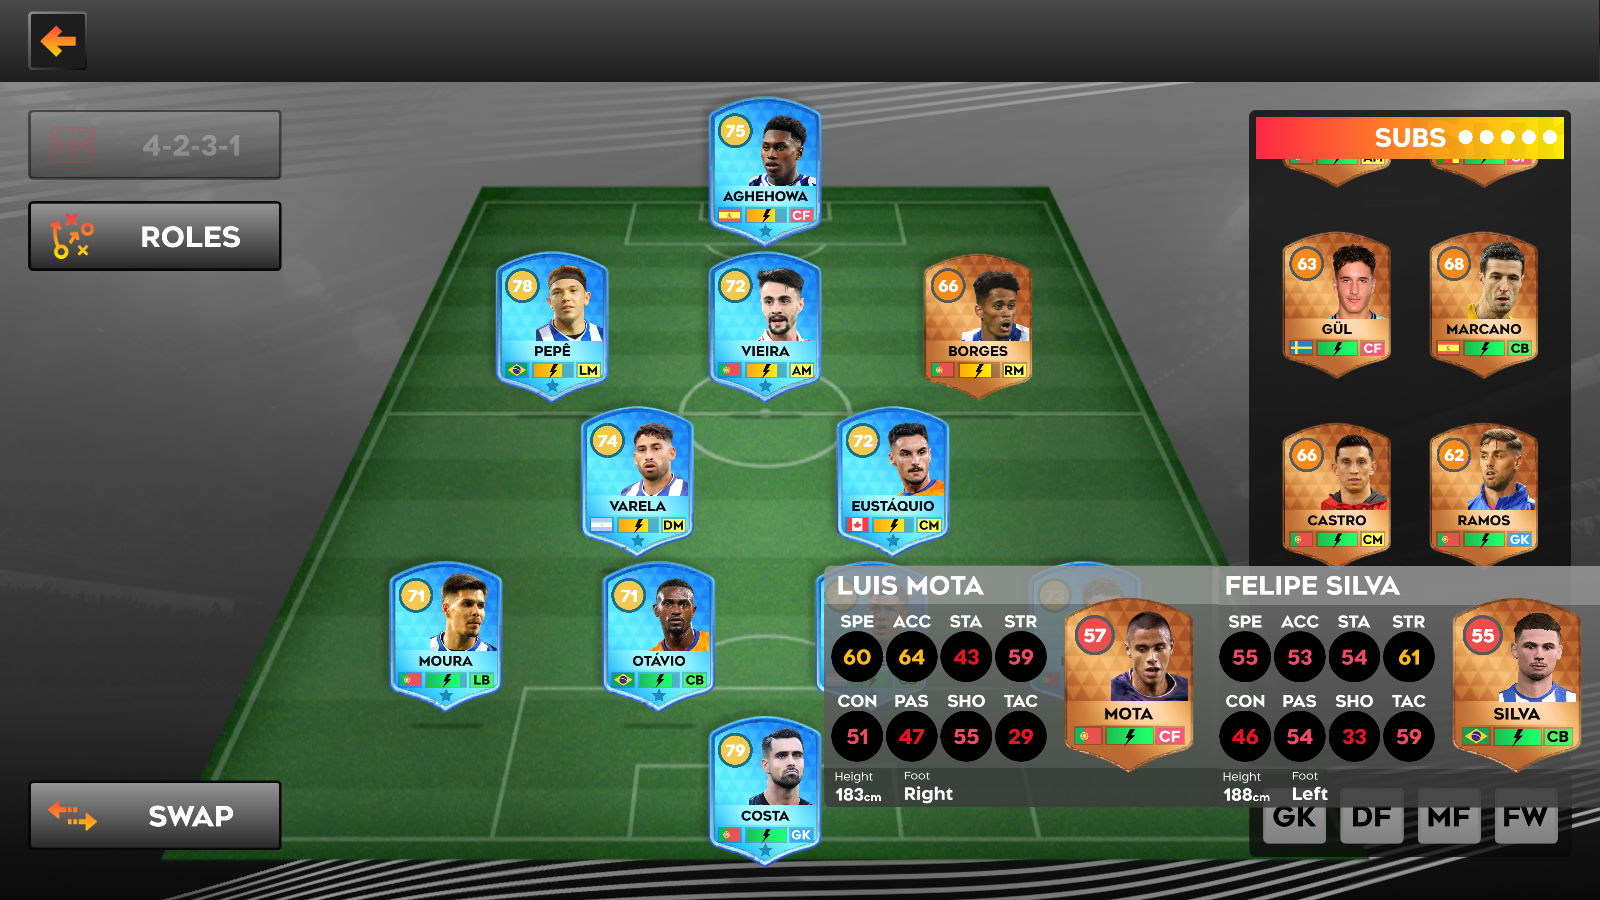 4-2-3-1
ROLES
SWAP
75
AGHEHOWA
CF
78
PEPÊ
LM
72
VIEIRA
AM
66
BORGES
RM
74
VARELA
DM
72
EUSTÁQUIO
CM
71
MOURA
LB
71
OTÁVIO
CB
73
79
COSTA
GK
SUBS
63
GÜL
CF
68
MARCANO
CB
66
CASTRO
CM
62
RAMOS
GK
LUIS MOTA
SPE ACC STA STR
60 64 43 59
CON PAS SHO TAC
51 47 55 29
Height Foot
183cm Right
57
MOTA
CF
FELIPE SILVA
SPE ACC STA STR
55 53 54 61
CON PAS SHO TAC
46 54 33 59
Height Foot
188cm Left
55
SILVA
CB
GK DF MF FW